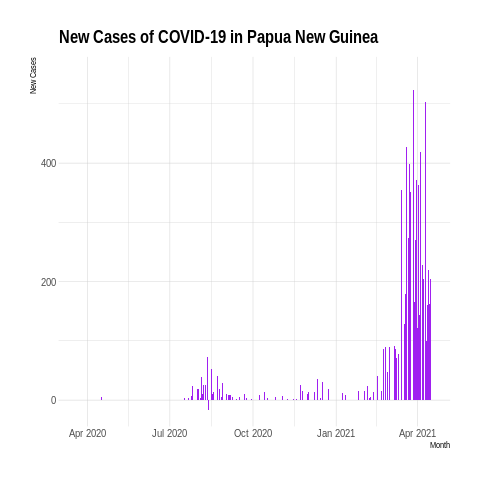 New Cases of COVID-19 in Papua New Guinea
New Cases
400
200
0
Apr 2020 Jul 2020 Oct 2020 Jan 2021 Apr 2021
Month